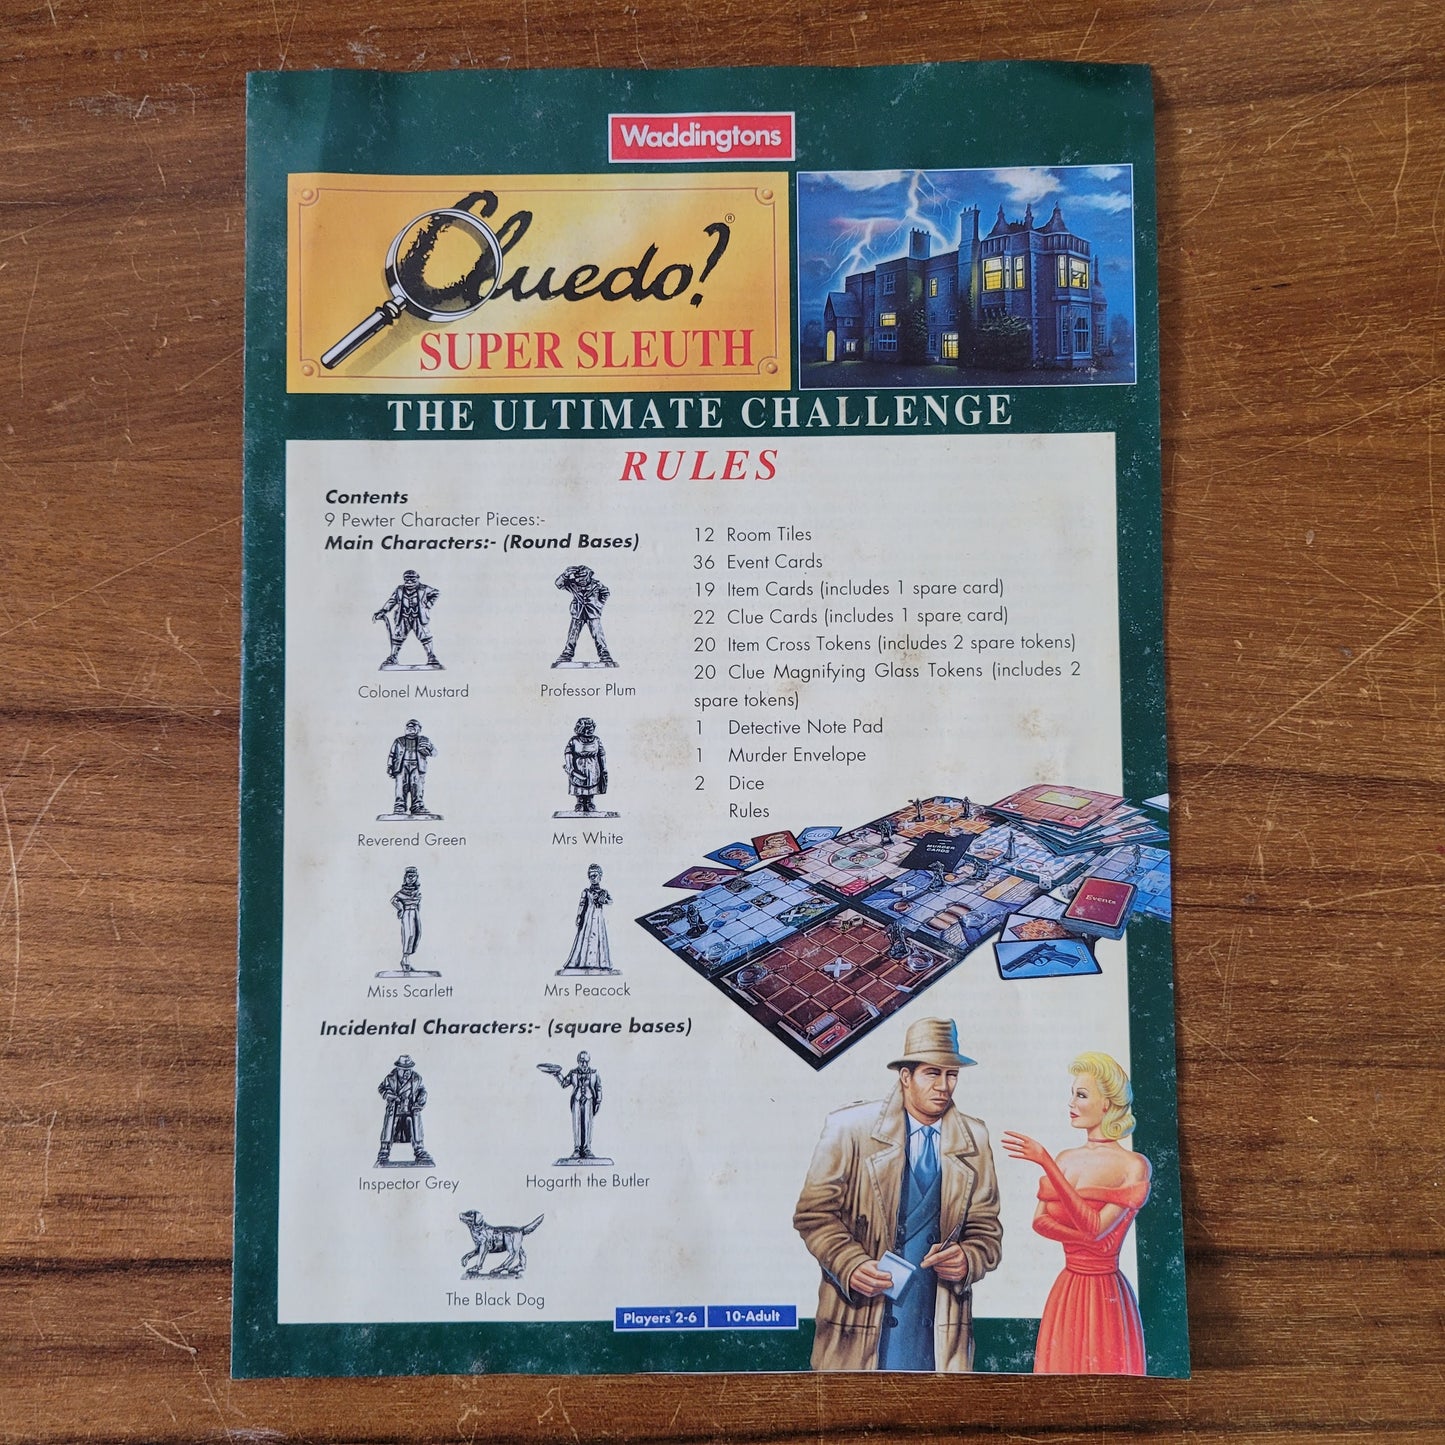 Waddingtons
Cluedo?®
SUPER SLEUTH
THE ULTIMATE CHALLENGE
RULES
Contents
9 Pewter Character Pieces:-
Main Characters:- (Round Bases)
Colonel Mustard
Professor Plum
Reverend Green
Mrs White
Miss Scarlett
Mrs Peacock
Incidental Characters:- (square bases)
Inspector Grey
Hogarth the Butler
The Black Dog
12 Room Tiles
36 Event Cards
19 Item Cards (includes 1 spare card)
22 Clue Cards (includes 1 spare card)
20 Item Cross Tokens (includes 2 spare tokens)
20 Clue Magnifying Glass Tokens (includes 2
spare tokens)
1 Detective Note Pad
1 Murder Envelope
2 Dice
Rules
CLUE
MURDER
CARDS
Events
Players 2-6
10-Adult